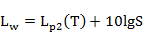 L_w = L_p2(T) + 10lgS